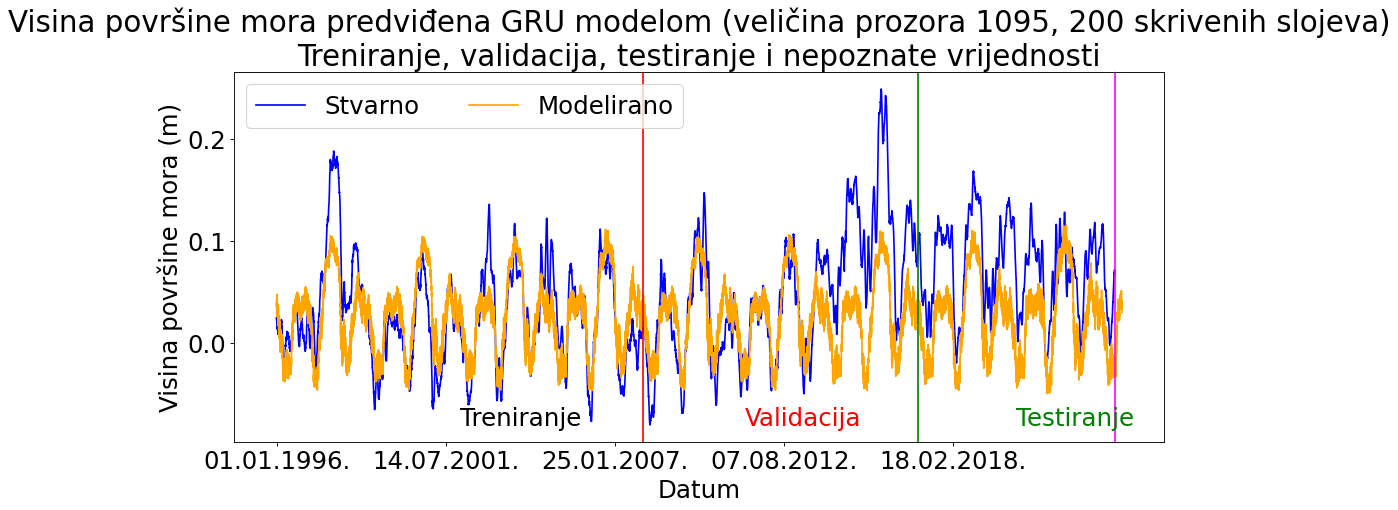 Visina površine mora predviđena GRU modelom (veličina prozora 1095, 200 skrivenih slojeva)
Treniranje, validacija, testiranje i nepoznate vrijednosti
Stvarno
Modelirano
Visina površine mora (m)
0.2
0.1
0.0
Treniranje
Validacija
Testiranje
01.01.1996.
14.07.2001.
25.01.2007.
07.08.2012.
18.02.2018.
Datum